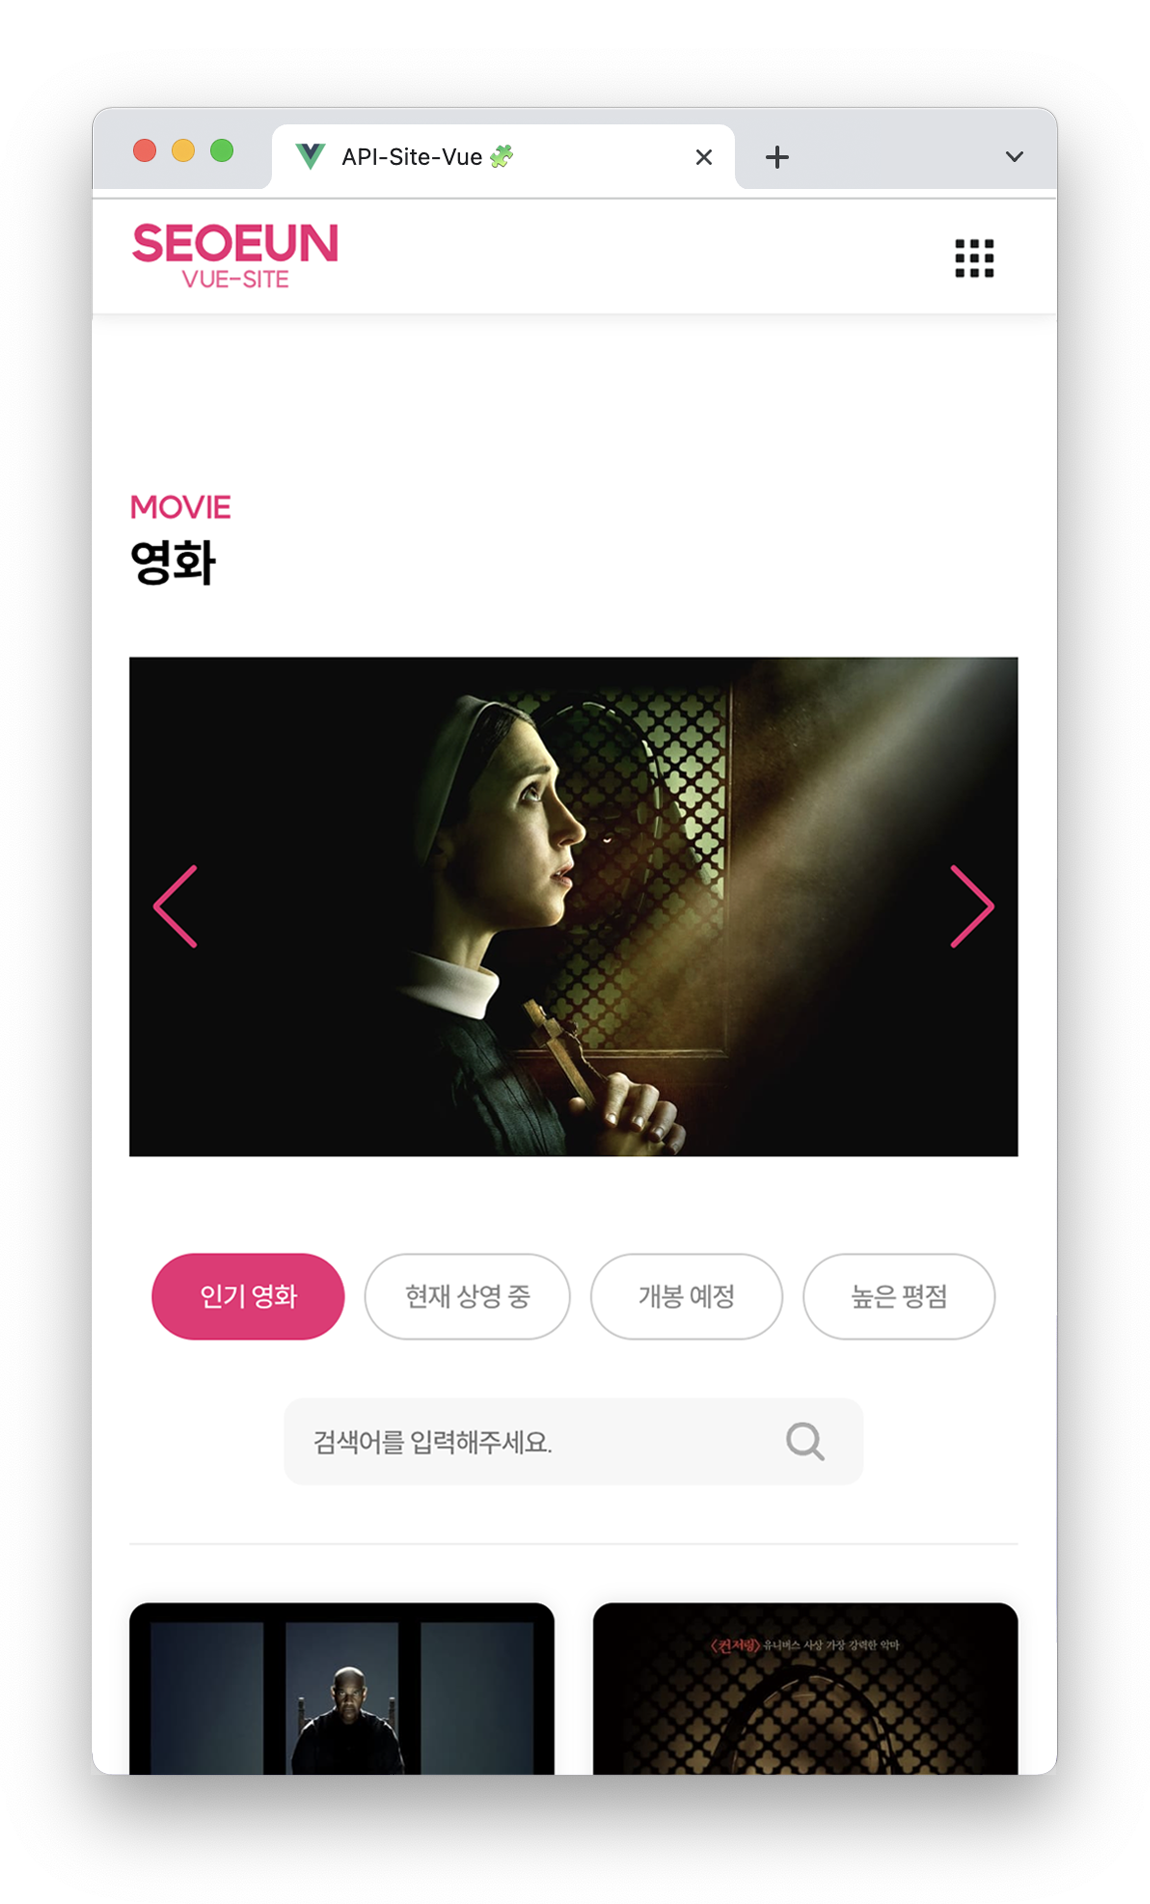 API-Site-Vue
SEOEUN
VUE-SITE
MOVIE
영화
인기 영화
현재 상영 중
개봉 예정
높은 평점
검색어를 입력해주세요.
<컨저링> 유니버스 사상 가장 강력한 악마